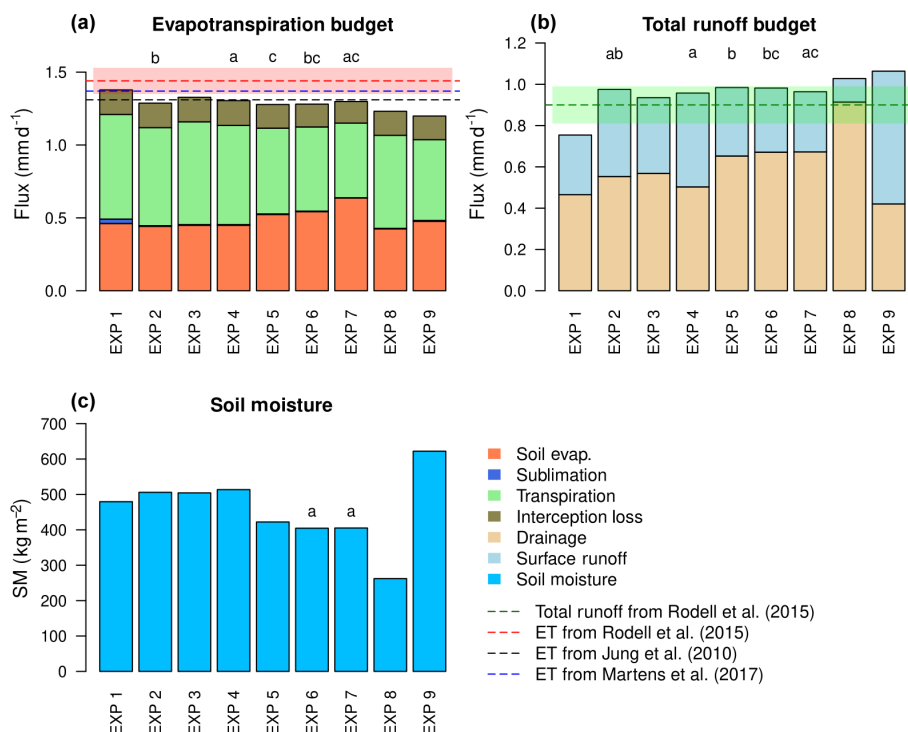 (a) Evapotranspiration budget
b a c bc ac
Flux (mm d⁻¹)
1.5
1.0
0.5
0.0
EXP 1 EXP 2 EXP 3 EXP 4 EXP 5 EXP 6 EXP 7 EXP 8 EXP 9
(b) Total runoff budget
ab a b bc ac
Flux (mm d⁻¹)
1.2
1.0
0.8
0.6
0.4
0.2
0.0
EXP 1 EXP 2 EXP 3 EXP 4 EXP 5 EXP 6 EXP 7 EXP 8 EXP 9
(c) Soil moisture
a a
SM (kg m⁻²)
700
600
500
400
300
200
100
0
EXP 1 EXP 2 EXP 3 EXP 4 EXP 5 EXP 6 EXP 7 EXP 8 EXP 9
Soil evap.
Sublimation
Transpiration
Interception loss
Drainage
Surface runoff
Soil moisture
Total runoff from Rodell et al. (2015)
ET from Rodell et al. (2015)
ET from Jung et al. (2010)
ET from Martens et al. (2017)